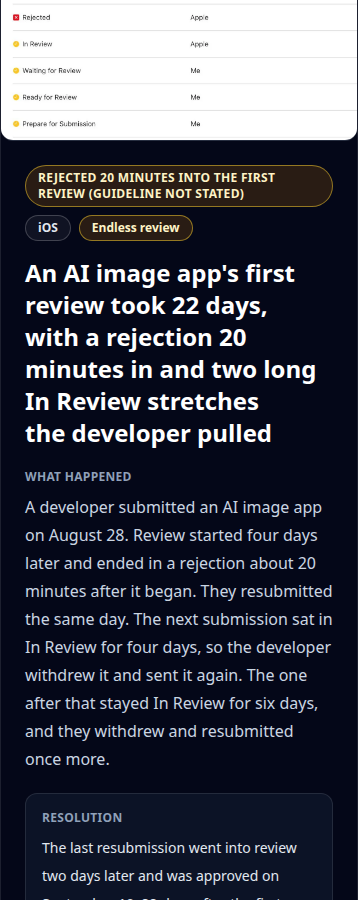 Rejected Apple
In Review Apple
Waiting for Review Me
Ready for Review Me
Prepare for Submission Me
REJECTED 20 MINUTES INTO THE FIRST
REVIEW (GUIDELINE NOT STATED)
iOS Endless review
An AI image app's first
review took 22 days,
with a rejection 20
minutes in and two long
In Review stretches
the developer pulled
WHAT HAPPENED
A developer submitted an AI image app
on August 28. Review started four days
later and ended in a rejection about 20
minutes after it began. They resubmitted
the same day. The next submission sat in
In Review for four days, so the developer
withdrew it and sent it again. The one
after that stayed In Review for six days,
and they withdrew and resubmitted
once more.
RESOLUTION
The last resubmission went into review
two days later and was approved on